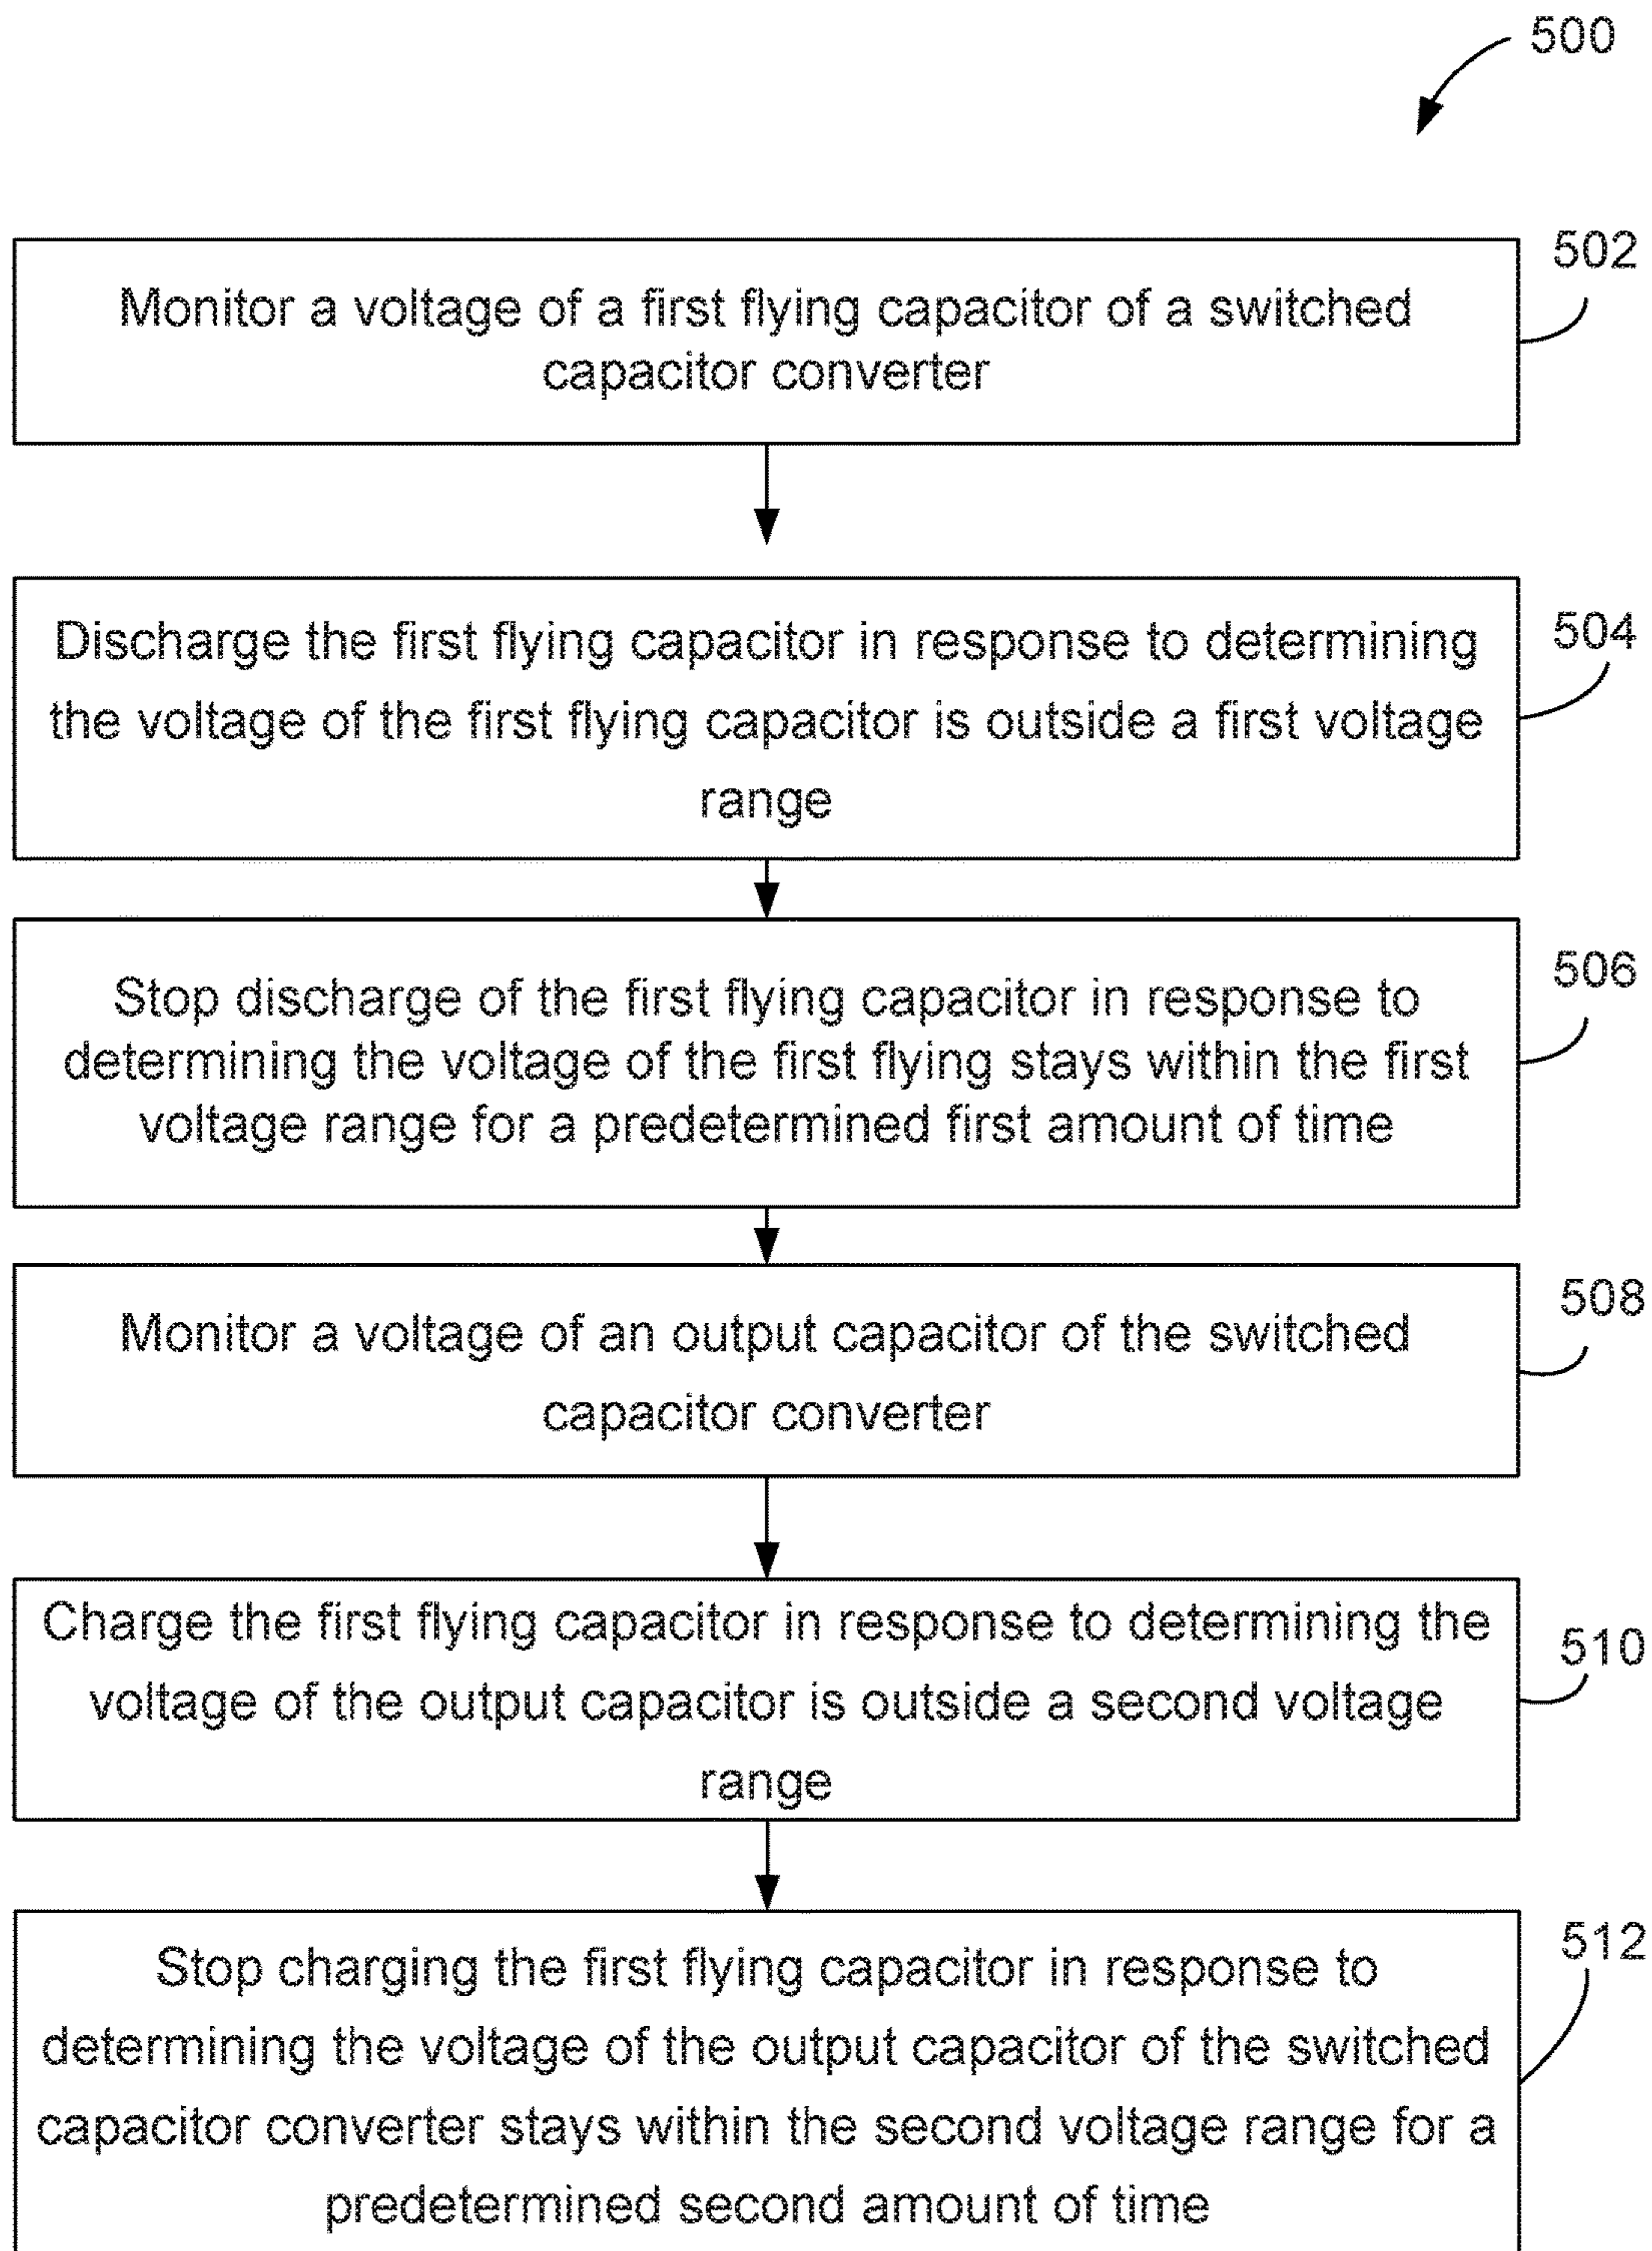 500
502
Monitor a voltage of a first flying capacitor of a switched
capacitor converter
504
Discharge the first flying capacitor in response to determining
the voltage of the first flying capacitor is outside a first voltage
range
506
Stop discharge of the first flying capacitor in response to
determining the voltage of the first flying stays within the first
voltage range for a predetermined first amount of time
508
Monitor a voltage of an output capacitor of the switched
capacitor converter
510
Charge the first flying capacitor in response to determining the
voltage of the output capacitor is outside a second voltage
range
512
Stop charging the first flying capacitor in response to
determining the voltage of the output capacitor of the switched
capacitor converter stays within the second voltage range for a
predetermined second amount of time